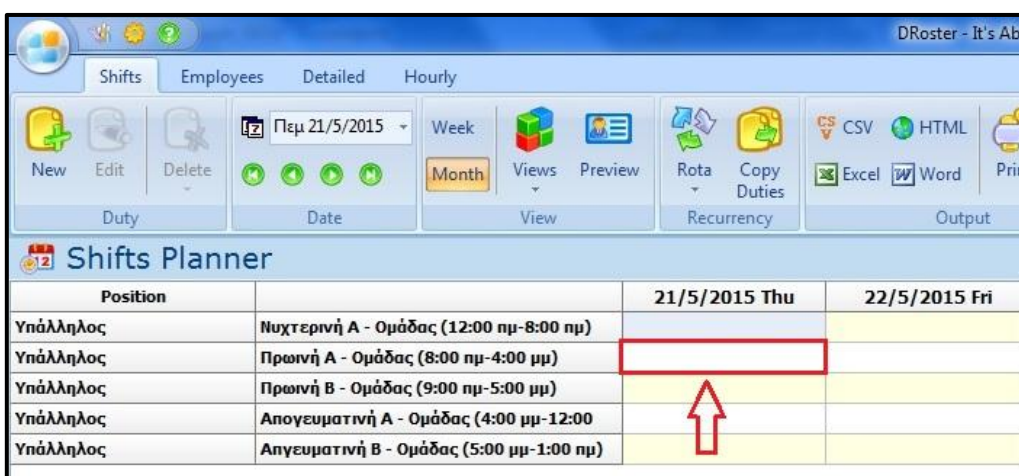 DRoster - It's Ab
Shifts Employees Detailed Hourly
Πεμ 21/5/2015 Week CSV HTML
New Edit Delete Month Views Preview Rota Copy Duties Excel Word Pri
Duty Date View Recurrency Output
Shifts Planner
Position 21/5/2015 Thu 22/5/2015 Fri
Υπάλληλος Νυχτερινή Α - Ομάδας (12:00 πμ-8:00 πμ)
Υπάλληλος Πρωινή Α - Ομάδας (8:00 πμ-4:00 μμ)
Υπάλληλος Πρωινή Β - Ομάδας (9:00 πμ-5:00 μμ)
Υπάλληλος Απογευματινή Α - Ομάδας (4:00 μμ-12:00
Υπάλληλος Απγευματινή Β - Ομάδας (5:00 μμ-1:00 πμ)